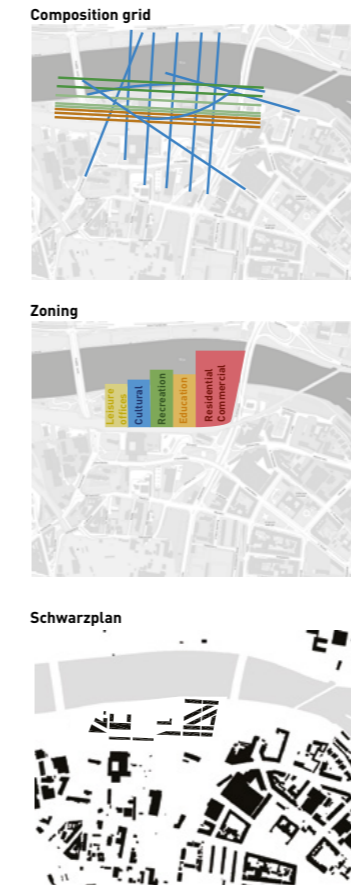 Composition grid
Zoning
Leisure
offices
Cultural
Recreation
Education
Residential
Commercial
Schwarzplan